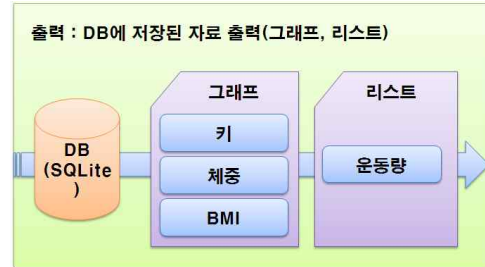 출력 : DB에 저장된 자료 출력(그래프, 리스트)
DB
(SQLite
)
그래프
키
체중
BMI
리스트
운동량